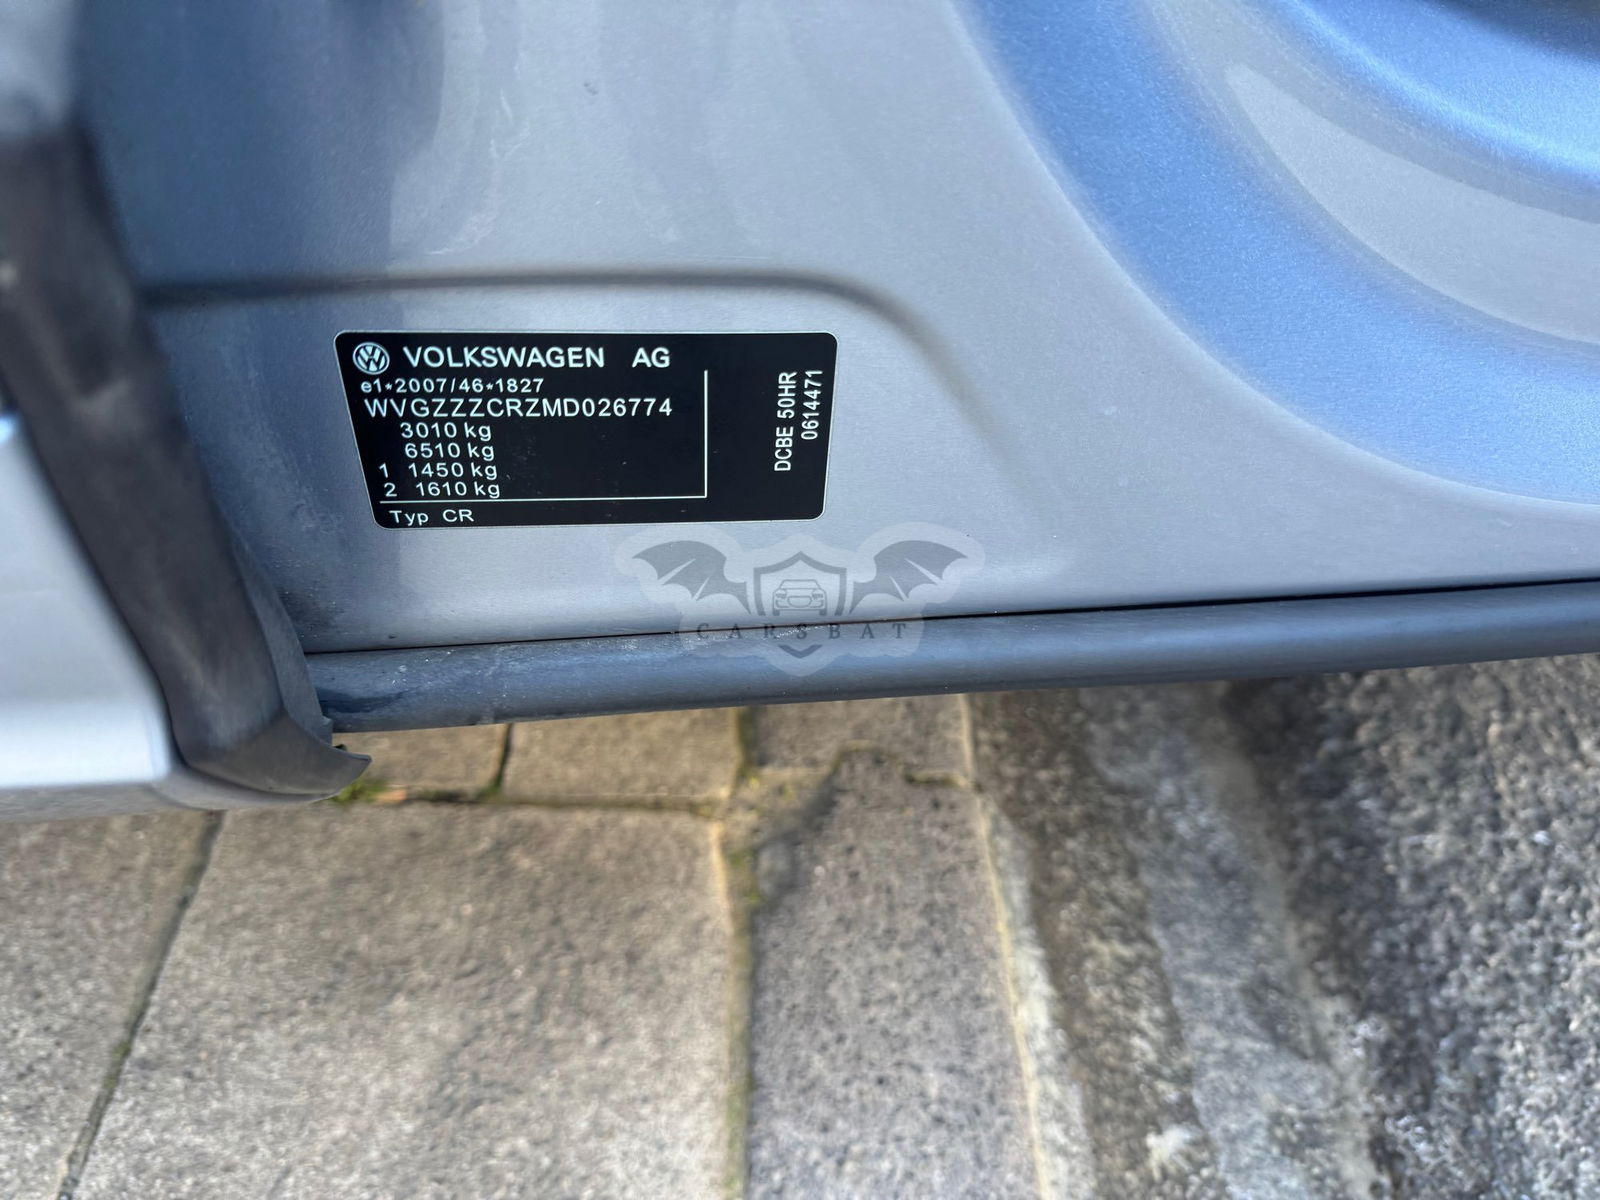 VOLKSWAGEN AG
e1*2007/46*1827
WVGZZZCRZMD026774
3010 kg
6510 kg
1 1450 kg
2 1610 kg
Typ CR
DCBE 50HR
0614471
CARSBAT